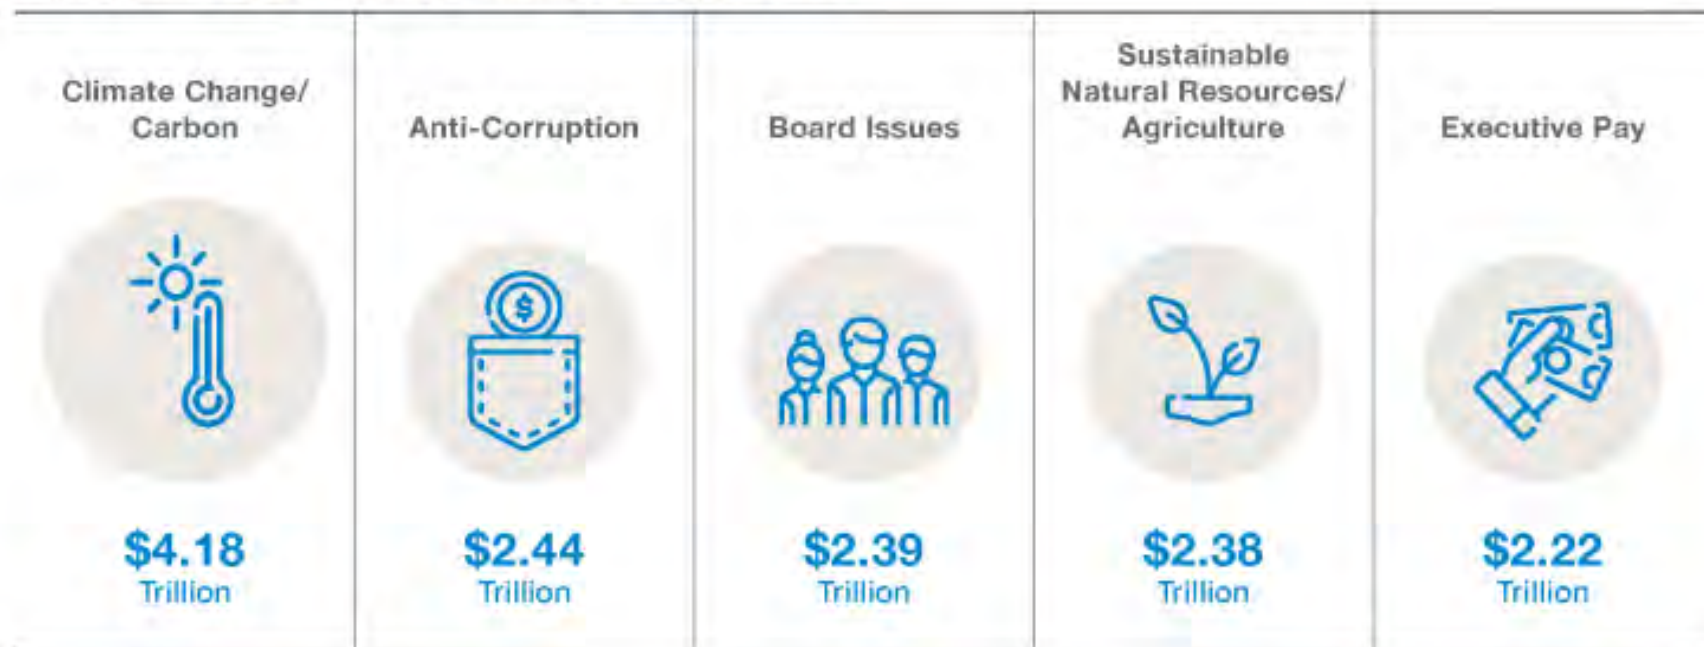 Climate Change/
Carbon
$4.18
Trillion
Anti-Corruption
$2.44
Trillion
Board Issues
$2.39
Trillion
Sustainable
Natural Resources/
Agriculture
$2.38
Trillion
Executive Pay
$2.22
Trillion